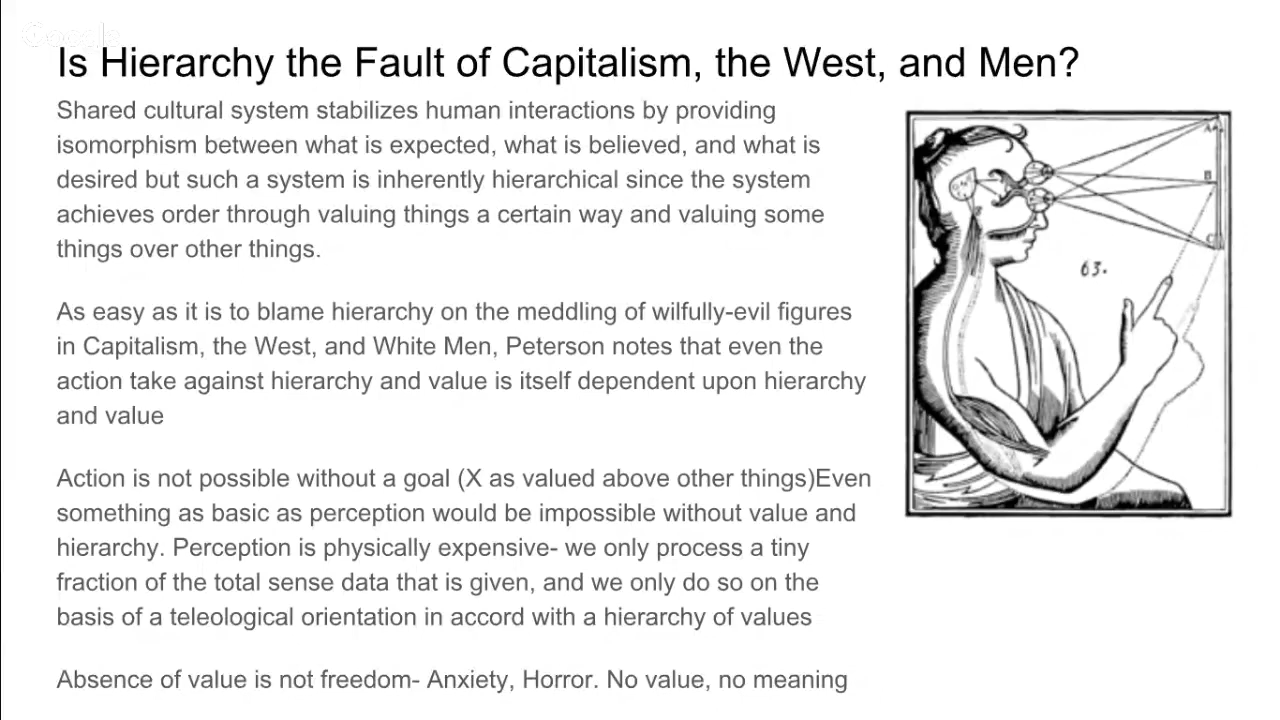 Google
Is Hierarchy the Fault of Capitalism, the West, and Men?
Shared cultural system stabilizes human interactions by providing
isomorphism between what is expected, what is believed, and what is
desired but such a system is inherently hierarchical since the system
achieves order through valuing things a certain way and valuing some
things over other things.
As easy as it is to blame hierarchy on the meddling of wilfully-evil figures
in Capitalism, the West, and White Men, Peterson notes that even the
action take against hierarchy and value is itself dependent upon hierarchy
and value
Action is not possible without a goal (X as valued above other things)Even
something as basic as perception would be impossible without value and
hierarchy. Perception is physically expensive- we only process a tiny
fraction of the total sense data that is given, and we only do so on the
basis of a teleological orientation in accord with a hierarchy of values
Absence of value is not freedom- Anxiety, Horror. No value, no meaning
B
C
63.